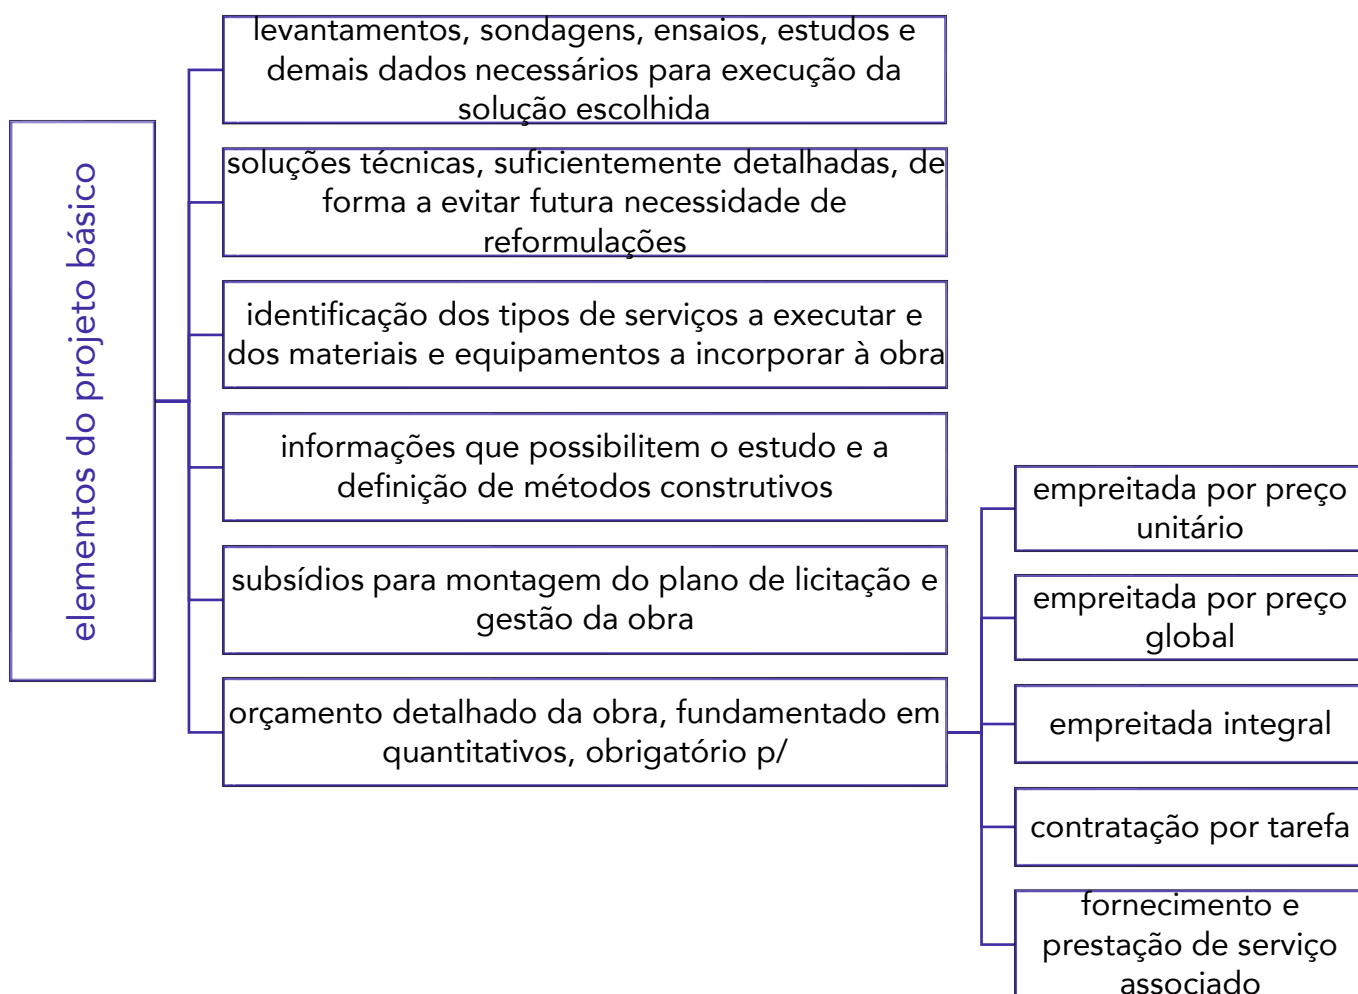 elementos do projeto básico
levantamentos, sondagens, ensaios, estudos e
demais dados necessários para execução da
solução escolhida
soluções técnicas, suficientemente detalhadas, de
forma a evitar futura necessidade de
reformulações
identificação dos tipos de serviços a executar e
dos materiais e equipamentos a incorporar à obra
informações que possibilitem o estudo e a
definição de métodos construtivos
subsídios para montagem do plano de licitação e
gestão da obra
orçamento detalhado da obra, fundamentado em
quantitativos, obrigatório p/
empreitada por preço
unitário
empreitada por preço
global
empreitada integral
contratação por tarefa
fornecimento e
prestação de serviço
associado